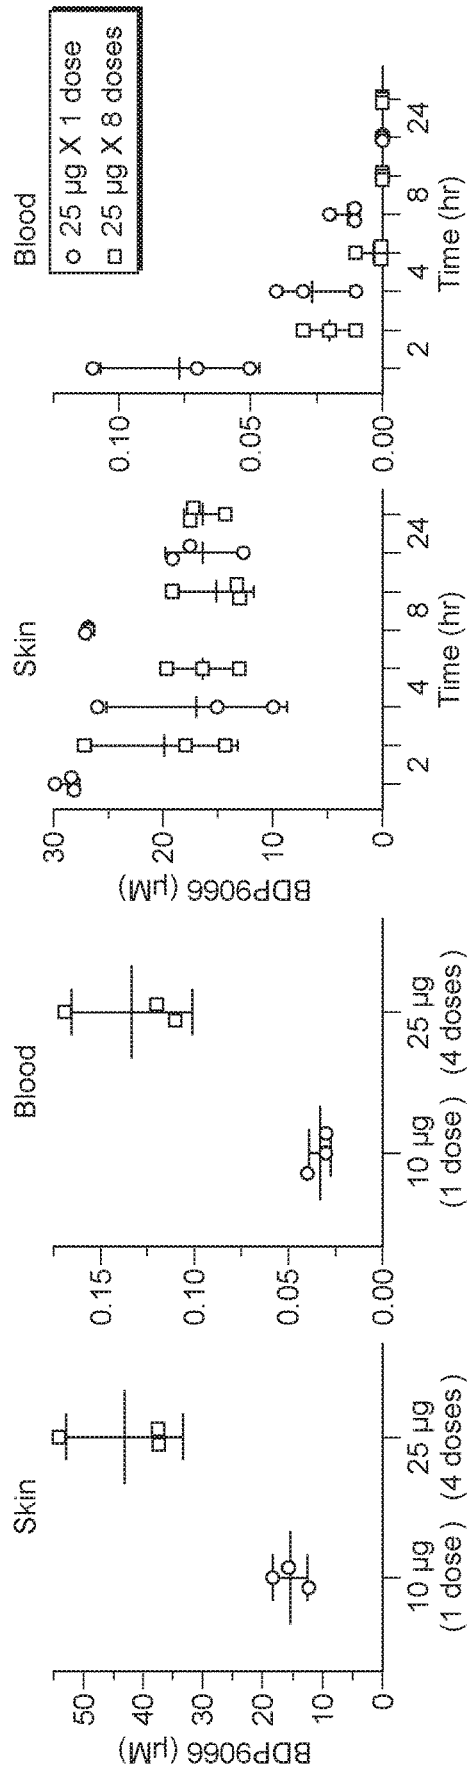 Skin
50
40
30
20
10
0
BDP9066 (µM)
10 µg
(1 dose)
25 µg
(4 doses)
Blood
0.15
0.10
0.05
0.00
10 µg
(1 dose)
25 µg
(4 doses)
Skin
30
20
10
0
BDP9066 (µM)
2
4
8
24
Time (hr)
Blood
25 µg X 1 dose
25 µg X 8 doses
0.10
0.05
0.00
2
4
8
24
Time (hr)